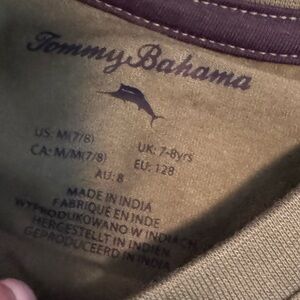 Tommy Bahama
US: M(7/8) UK: 7-8yrs
CA: M/M(7/8) EU: 128
AU: 8
MADE IN INDIA
FABRIQUE EN INDE
WYPRODUKOWANO W INDIACH
HERGESTELLT IN INDIEN
GEPRODUCEERD IN INDIA